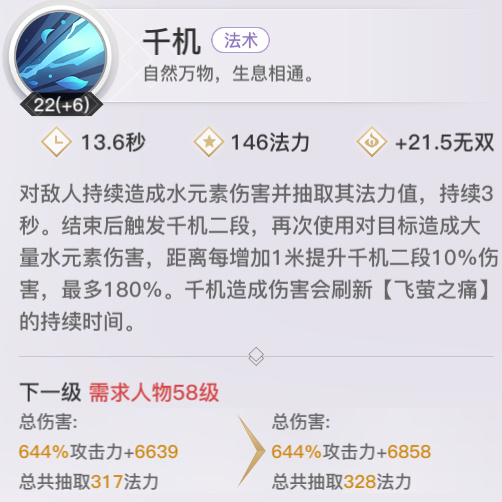 千机 法术
自然万物，生息相通。
22(+6)
13.6秒 146法力 +21.5无双
对敌人持续造成水元素伤害并抽取其法力值，持续3
秒。结束后触发千机二段，再次使用对目标造成大
量水元素伤害，距离每增加1米提升千机二段10%伤
害，最多180%。千机造成伤害会刷新【飞萤之痛】
的持续时间。
下一级 需求人物58级
总伤害: 总伤害:
644%攻击力+6639 644%攻击力+6858
总共抽取317法力 总共抽取328法力